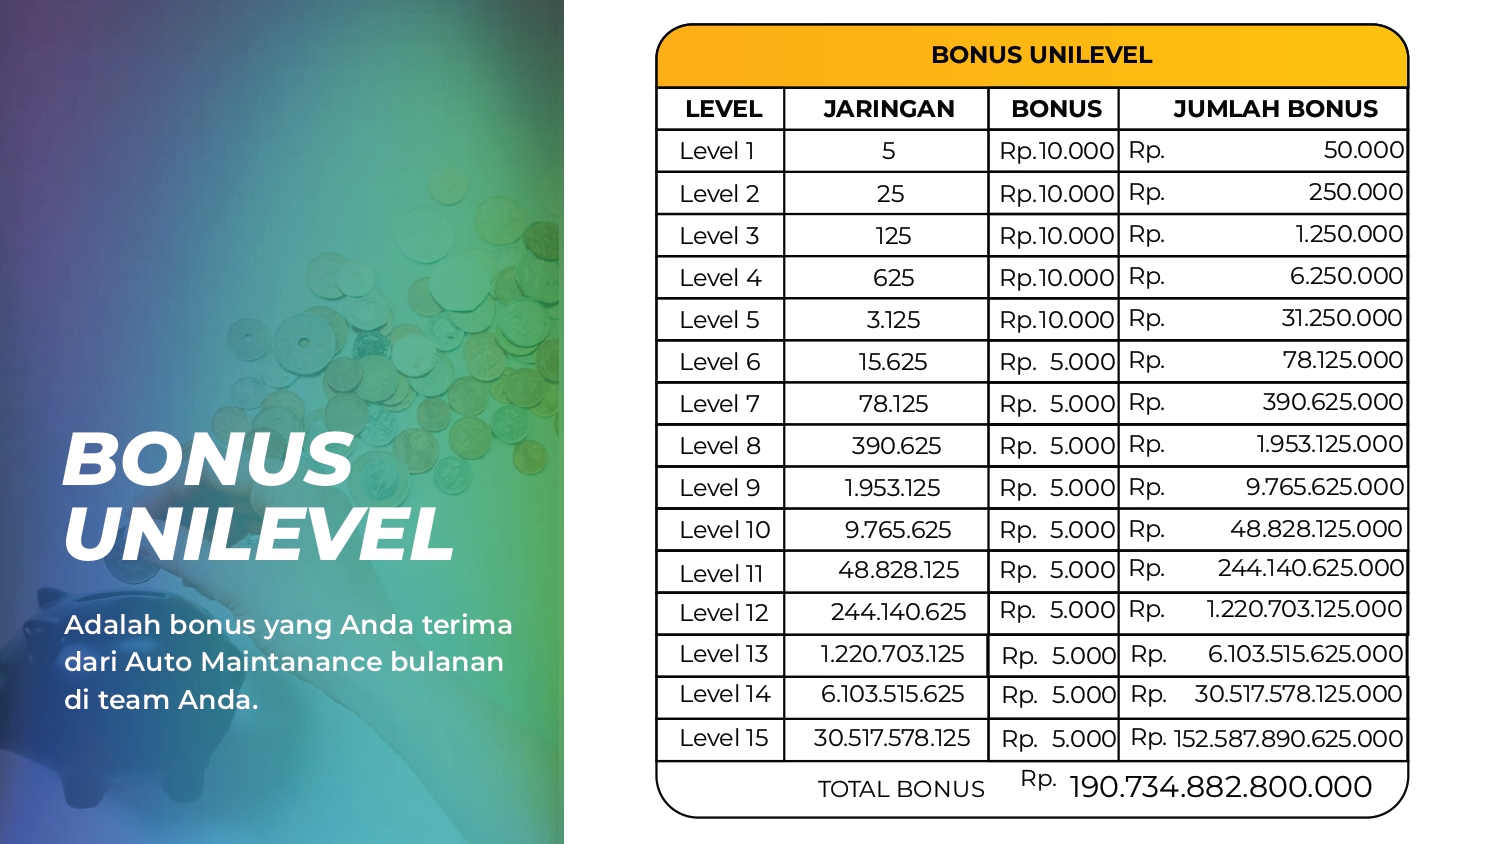 BONUS
UNILEVEL
Adalah bonus yang Anda terima
dari Auto Maintanance bulanan
di team Anda.
BONUS UNILEVEL
LEVEL JARINGAN BONUS JUMLAH BONUS
Level 1 5 Rp.10.000 Rp. 50.000
Level 2 25 Rp.10.000 Rp. 250.000
Level 3 125 Rp.10.000 Rp. 1.250.000
Level 4 625 Rp.10.000 Rp. 6.250.000
Level 5 3.125 Rp.10.000 Rp. 31.250.000
Level 6 15.625 Rp. 5.000 Rp. 78.125.000
Level 7 78.125 Rp. 5.000 Rp. 390.625.000
Level 8 390.625 Rp. 5.000 Rp. 1.953.125.000
Level 9 1.953.125 Rp. 5.000 Rp. 9.765.625.000
Level 10 9.765.625 Rp. 5.000 Rp. 48.828.125.000
Level 11 48.828.125 Rp. 5.000 Rp. 244.140.625.000
Level 12 244.140.625 Rp. 5.000 Rp. 1.220.703.125.000
Level 13 1.220.703.125 Rp. 5.000 Rp. 6.103.515.625.000
Level 14 6.103.515.625 Rp. 5.000 Rp. 30.517.578.125.000
Level 15 30.517.578.125 Rp. 5.000 Rp. 152.587.890.625.000
TOTAL BONUS Rp. 190.734.882.800.000